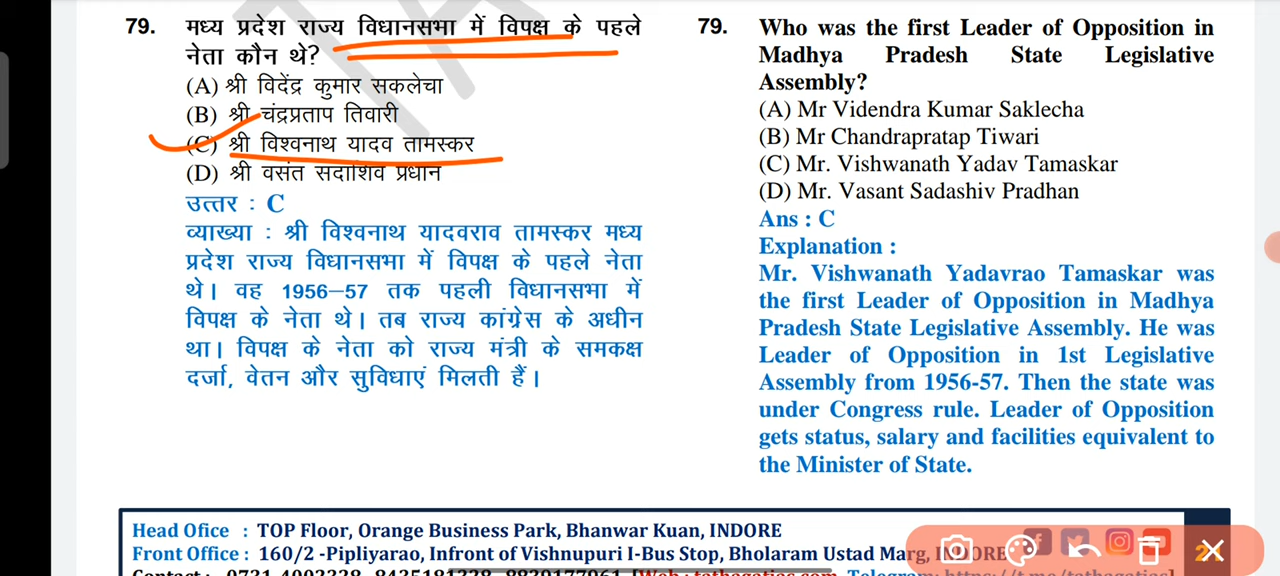 79. मध्य प्रदेश राज्य विधानसभा में विपक्ष के पहले
नेता कौन थे?
(A) श्री विदेंद्र कुमार सकलेचा
(B) श्री चंद्रप्रताप तिवारी
(C) श्री विश्वनाथ यादव तामस्कर
(D) श्री वसंत सदाशिव प्रधान
उत्तर : C
व्याख्या : श्री विश्वनाथ यादवराव तामस्कर मध्य
प्रदेश राज्य विधानसभा में विपक्ष के पहले नेता
थे। वह 1956–57 तक पहली विधानसभा में
विपक्ष के नेता थे। तब राज्य कांग्रेस के अधीन
था। विपक्ष के नेता को राज्य मंत्री के समकक्ष
दर्जा, वेतन और सुविधाएं मिलती हैं।
79. Who was the first Leader of Opposition in
Madhya Pradesh State Legislative
Assembly?
(A) Mr Videndra Kumar Saklecha
(B) Mr Chandrapratap Tiwari
(C) Mr. Vishwanath Yadav Tamaskar
(D) Mr. Vasant Sadashiv Pradhan
Ans : C
Explanation :
Mr. Vishwanath Yadavrao Tamaskar was
the first Leader of Opposition in Madhya
Pradesh State Legislative Assembly. He was
Leader of Opposition in 1st Legislative
Assembly from 1956-57. Then the state was
under Congress rule. Leader of Opposition
gets status, salary and facilities equivalent to
the Minister of State.
Head Ofice : TOP Floor, Orange Business Park, Bhanwar Kuan, INDORE
Front Office : 160/2 -Pipliyarao, Infront of Vishnupuri I-Bus Stop, Bholaram Ustad Marg, INDORE